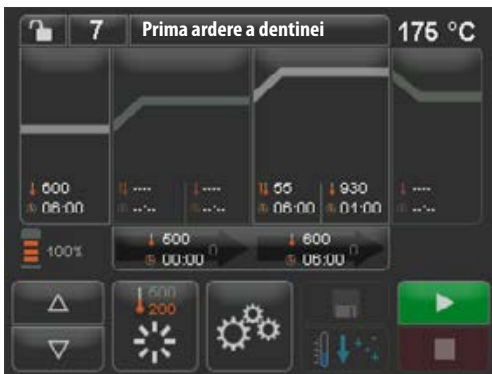 7 Prima ardere a dentinei 175 °C
600 ---- ---- 55 930 ----
06:00 --:-- --:-- 06:00 01:00 --:--
100% 500 600
00:00 06:00
500
200